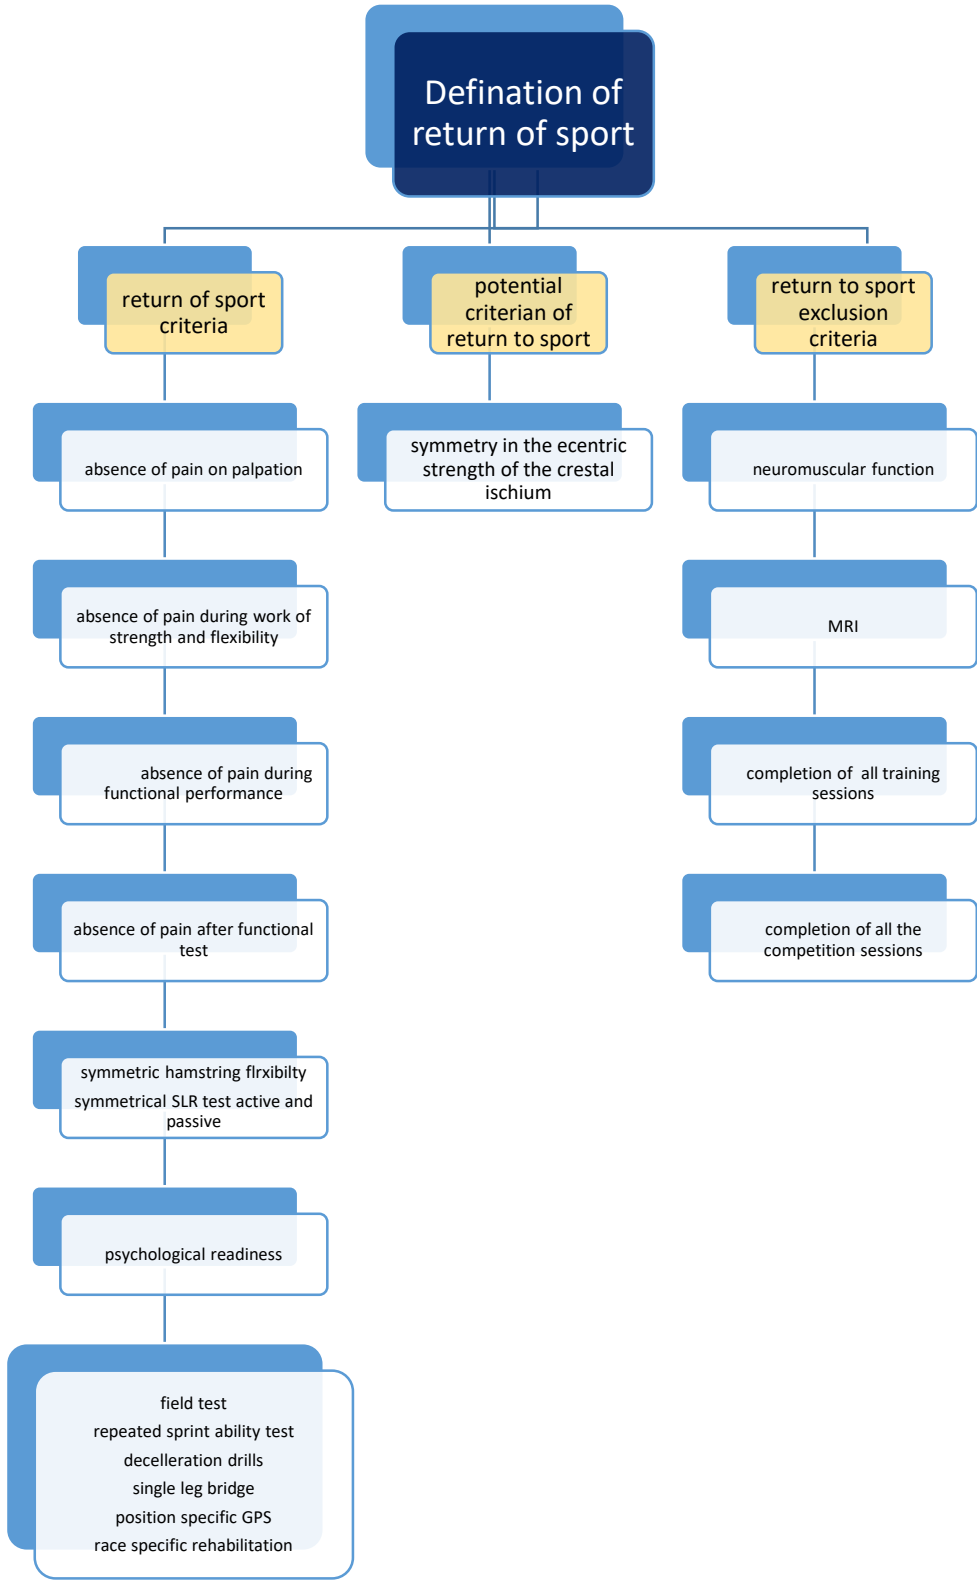 Defination of
return of sport
return of sport
criteria
potential
criterian of
return to sport
return to sport
exclusion
criteria
absence of pain on palpation
symmetry in the ecentric
strength of the crestal
ischium
neuromuscular function
absence of pain during work of
strength and flexibility
MRI
absence of pain during
functional performance
completion of all training
sessions
absence of pain after functional
test
completion of all the
competition sessions
symmetric hamstring flrxibilty
symmetrical SLR test active and
passive
psychological readiness
field test
repeated sprint ability test
decelleration drills
single leg bridge
position specific GPS
race specific rehabilitation